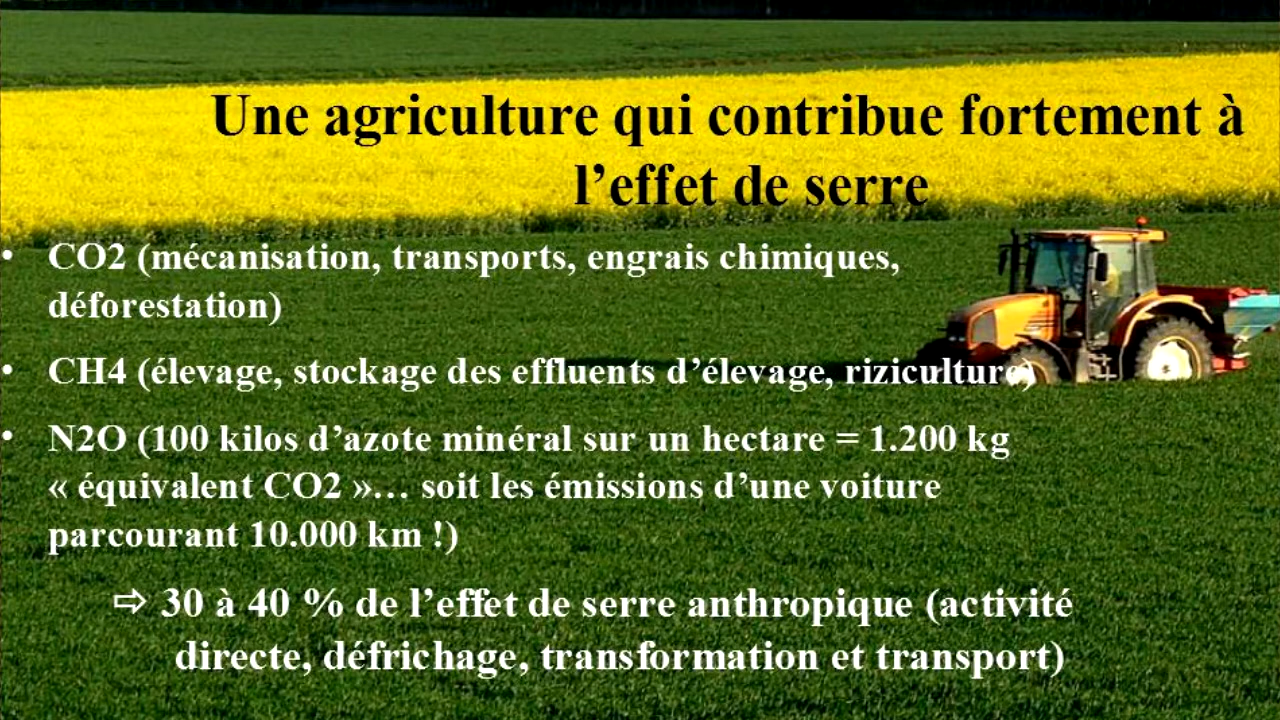 Une agriculture qui contribue fortement à
l’effet de serre
• CO2 (mécanisation, transports, engrais chimiques,
déforestation)
• CH4 (élevage, stockage des effluents d’élevage, riziculture)
• N2O (100 kilos d’azote minéral sur un hectare = 1.200 kg
« équivalent CO2 »… soit les émissions d’une voiture
parcourant 10.000 km !)
⇨ 30 à 40 % de l’effet de serre anthropique (activité
directe, défrichage, transformation et transport)